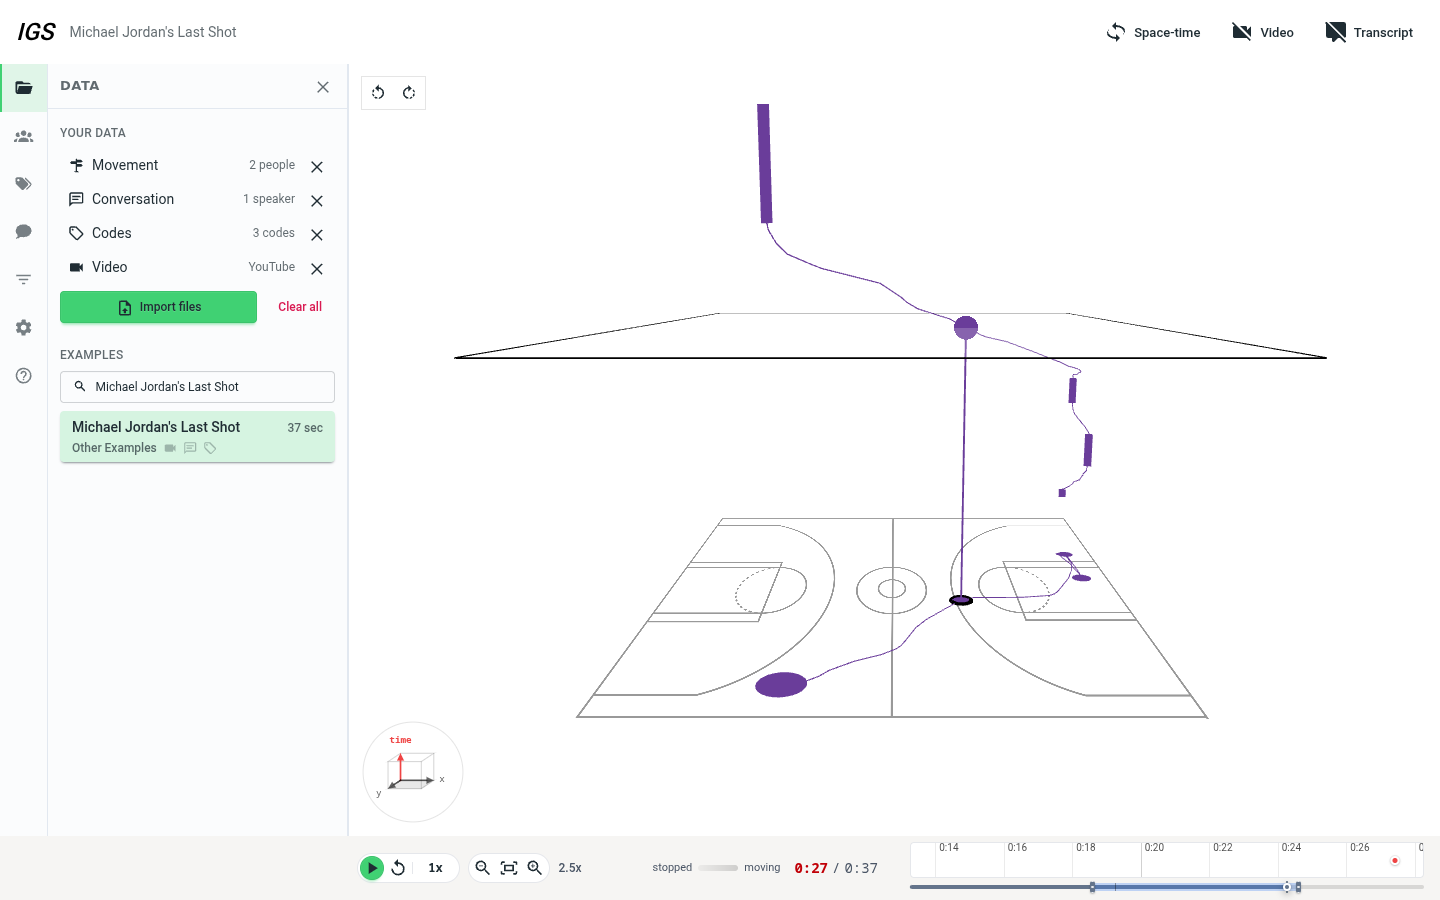 IGS Michael Jordan's Last Shot Space-time Video Transcript
DATA
YOUR DATA
Movement 2 people
Conversation 1 speaker
Codes 3 codes
Video YouTube
Import files Clear all
EXAMPLES
Michael Jordan's Last Shot
Michael Jordan's Last Shot 37 sec
Other Examples
time
x
y
1x 2.5x stopped moving 0:27 / 0:37
0:14 0:16 0:18 0:20 0:22 0:24 0:26